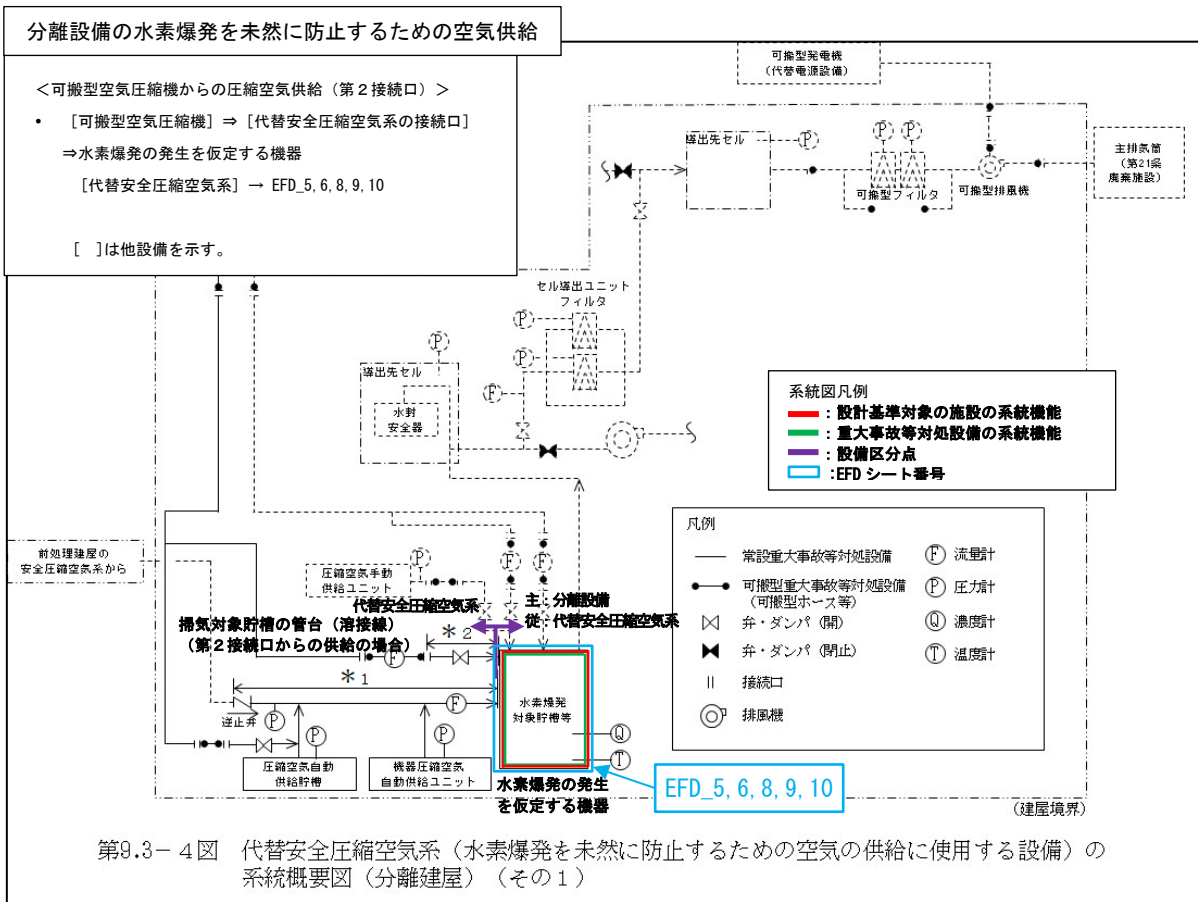 分離設備の水素爆発を未然に防止するための空気供給
＜可搬型空気圧縮機からの圧縮空気供給（第２接続口）＞
• ［可搬型空気圧縮機］⇒［代替安全圧縮空気系の接続口］
⇒水素爆発の発生を仮定する機器
［代替安全圧縮空気系］→ EFD_5, 6, 8, 9, 10
［　］は他設備を示す。
可搬型発電機
（代替電源設備）
導出先セル
P
P
P
可搬型フィルタ
可搬型排風機
主排気筒
（第21条
廃棄施設）
セル導出ユニット
フィルタ
P
P
P
F
導出先セル
水封
安全器
系統図凡例
：設計基準対象の施設の系統機能
：重大事故等対処設備の系統機能
：設備区分点
：EFD シート番号
凡例
常設重大事故等対処設備
可搬型重大事故等対処設備
（可搬型ホース等）
弁・ダンパ（開）
弁・ダンパ（閉止）
接続口
排風機
F 流量計
P 圧力計
Q 濃度計
T 温度計
前処理建屋の
安全圧縮空気系から
圧縮空気手動
供給ユニット
P
F
F
代替安全圧縮空気系
主：分離設備
従：代替安全圧縮空気系
掃気対象貯槽の管台（溶接線）
（第２接続口からの供給の場合）
＊2
F
＊1
逆止弁
P
P
P
F
水素爆発
対象貯槽等
Q
T
圧縮空気自動
供給貯槽
機器圧縮空気
自動供給ユニット
水素爆発の発生
を仮定する機器
EFD_5, 6, 8, 9, 10
（建屋境界）
第9.3－4図　代替安全圧縮空気系（水素爆発を未然に防止するための空気の供給に使用する設備）の
系統概要図（分離建屋）（その１）